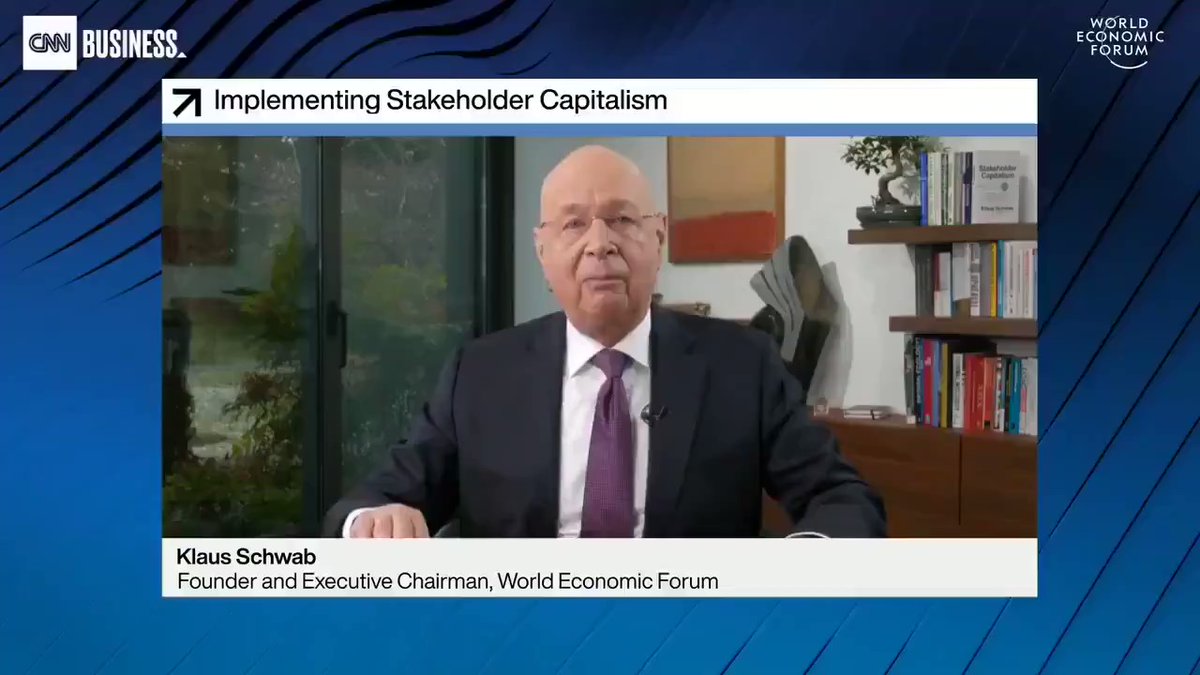 CNN BUSINESS
WORLD
ECONOMIC
FORUM
Implementing Stakeholder Capitalism
Stakeholder
Capitalism
Klaus Schwab
Founder and Executive Chairman, World Economic Forum